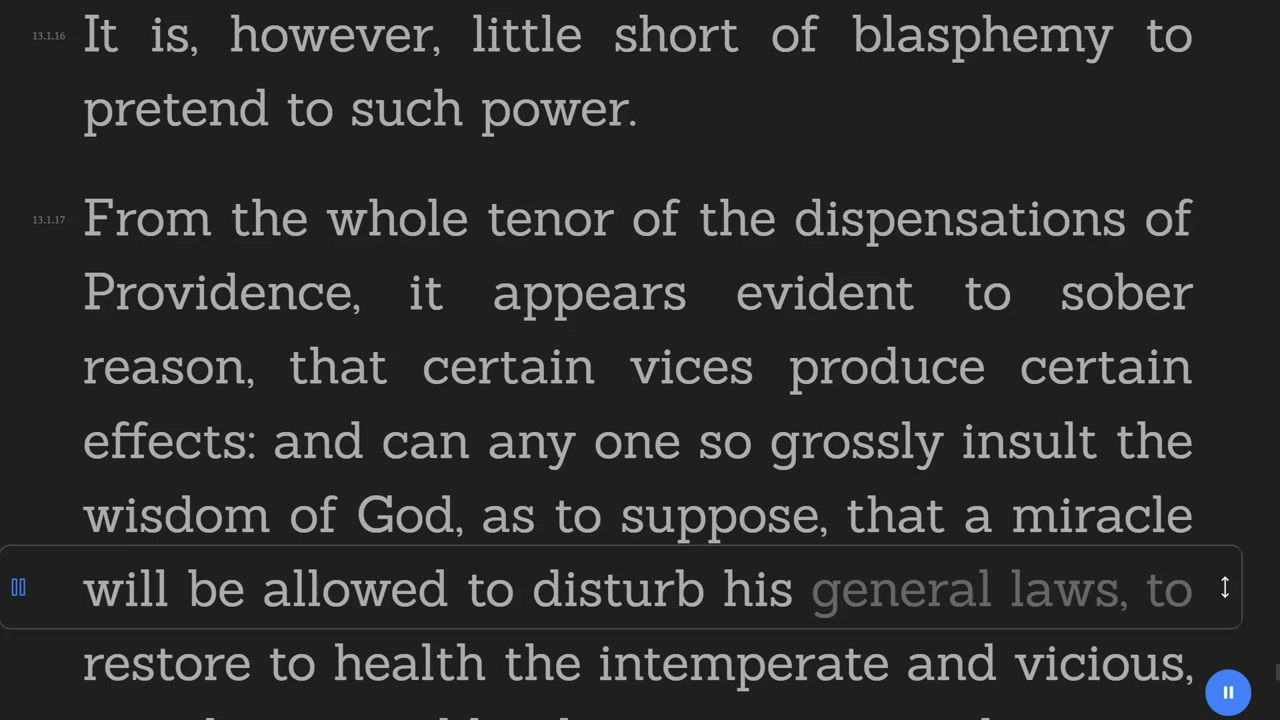 13.1.16 It is, however, little short of blasphemy to
pretend to such power.
13.1.17 From the whole tenor of the dispensations of
Providence, it appears evident to sober
reason, that certain vices produce certain
effects: and can any one so grossly insult the
wisdom of God, as to suppose, that a miracle
will be allowed to disturb his general laws, to
restore to health the intemperate and vicious,